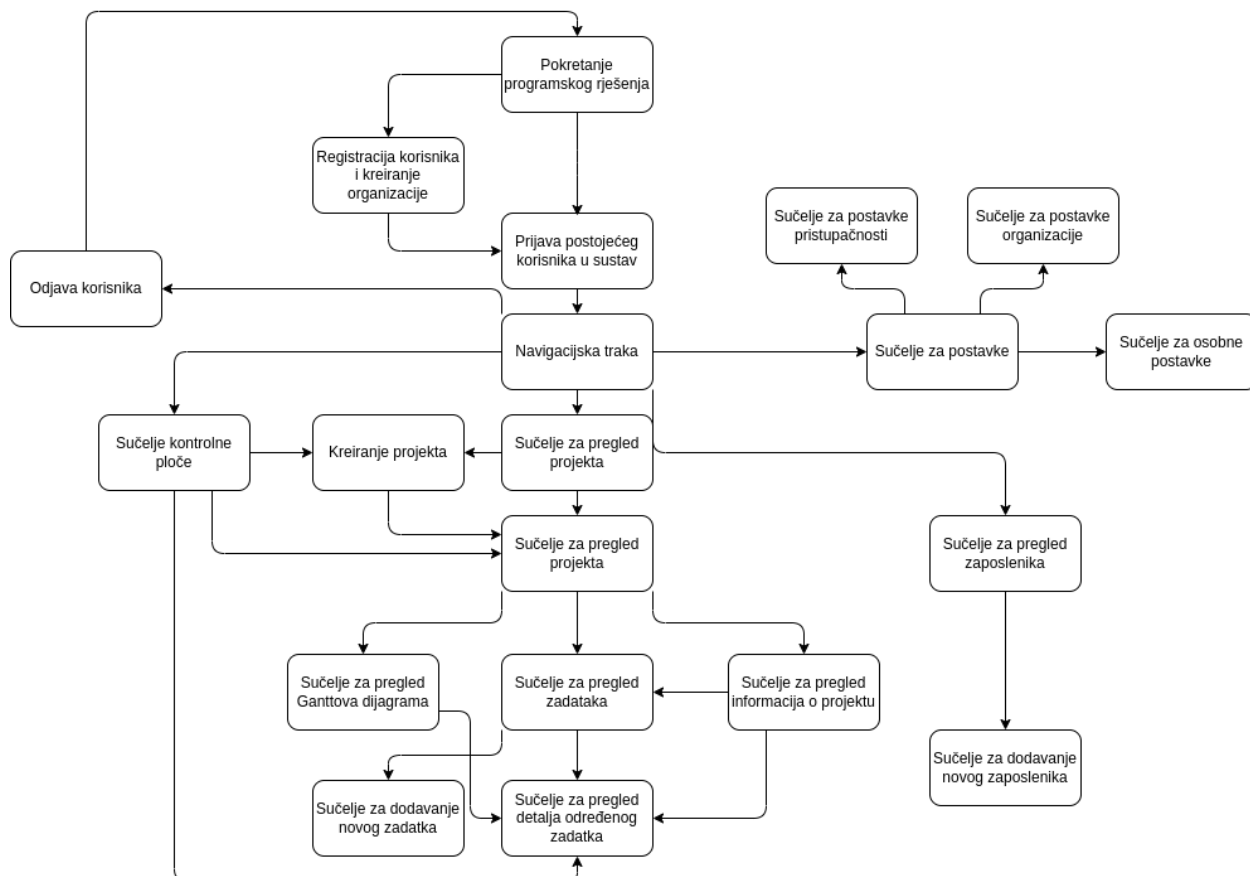 Pokretanje
programskog rješenja
Registracija korisnika
i kreiranje
organizacije
Sučelje za postavke
pristupačnosti
Sučelje za postavke
organizacije
Prijava postojećeg
korisnika u sustav
Odjava korisnika
Navigacijska traka
Sučelje za postavke
Sučelje za osobne
postavke
Sučelje kontrolne
ploče
Kreiranje projekta
Sučelje za pregled
projekta
Sučelje za pregled
projekta
Sučelje za pregled
zaposlenika
Sučelje za pregled
Ganttova dijagrama
Sučelje za pregled
zadataka
Sučelje za pregled
informacija o projektu
Sučelje za dodavanje
novog zaposlenika
Sučelje za dodavanje
novog zadatka
Sučelje za pregled
detalja određenog
zadatka